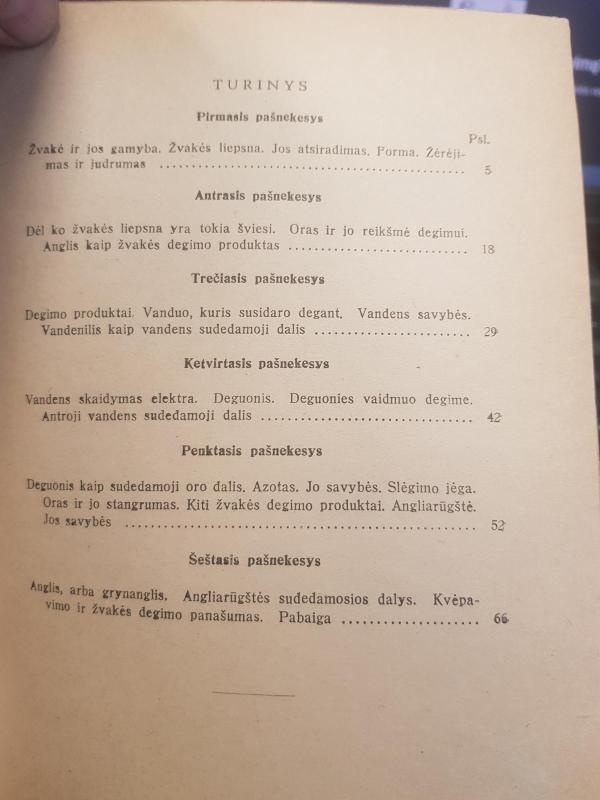 TURINYS
Pirmasis pašnekesys
Psl.
Žvakė ir jos gamyba. Žvakės liepsna. Jos atsiradimas. Forma. Žėrėji-
mas ir judrumas ................................................ 5
Antrasis pašnekesys
Dėl ko žvakės liepsna yra tokia šviesi. Oras ir jo reikšmė degimui.
Anglis kaip žvakės degimo produktas ............................ 18
Trečiasis pašnekesys
Degimo produktai. Vanduo, kuris susidaro degant. Vandens savybės.
Vandenilis kaip vandens sudedamoji dalis ......................... 29
Ketvirtasis pašnekesys
Vandens skaidymas elektra. Deguonis. Deguonies vaidmuo degime.
Antroji vandens sudedamoji dalis ................................. 42
Penktasis pašnekesys
Deguonis kaip sudedamoji oro dalis. Azotas. Jo savybės. Slėgimo jėga.
Oras ir jo stangrumas. Kiti žvakės degimo produktai. Angliarūgštė.
Jos savybės ....................................................... 52
Šeštasis pašnekesys
Anglis, arba grynanglis. Angliarūgštės sudedamosios dalys. Kvėpa-
vimo ir žvakės degimo panašumas. Pabaiga ..................... 66